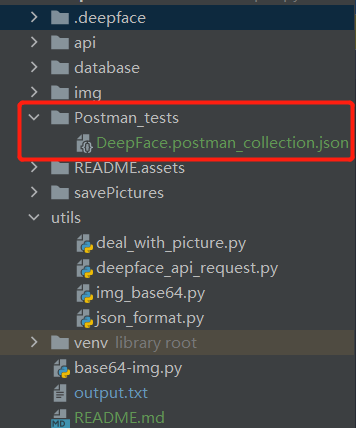 .deepface
api
database
img
Postman_tests
DeepFace.postman_collection.json
README.assets
savePictures
utils
deal_with_picture.py
deepface_api_request.py
img_base64.py
json_format.py
venv library root
base64-img.py
output.txt
MD README.md